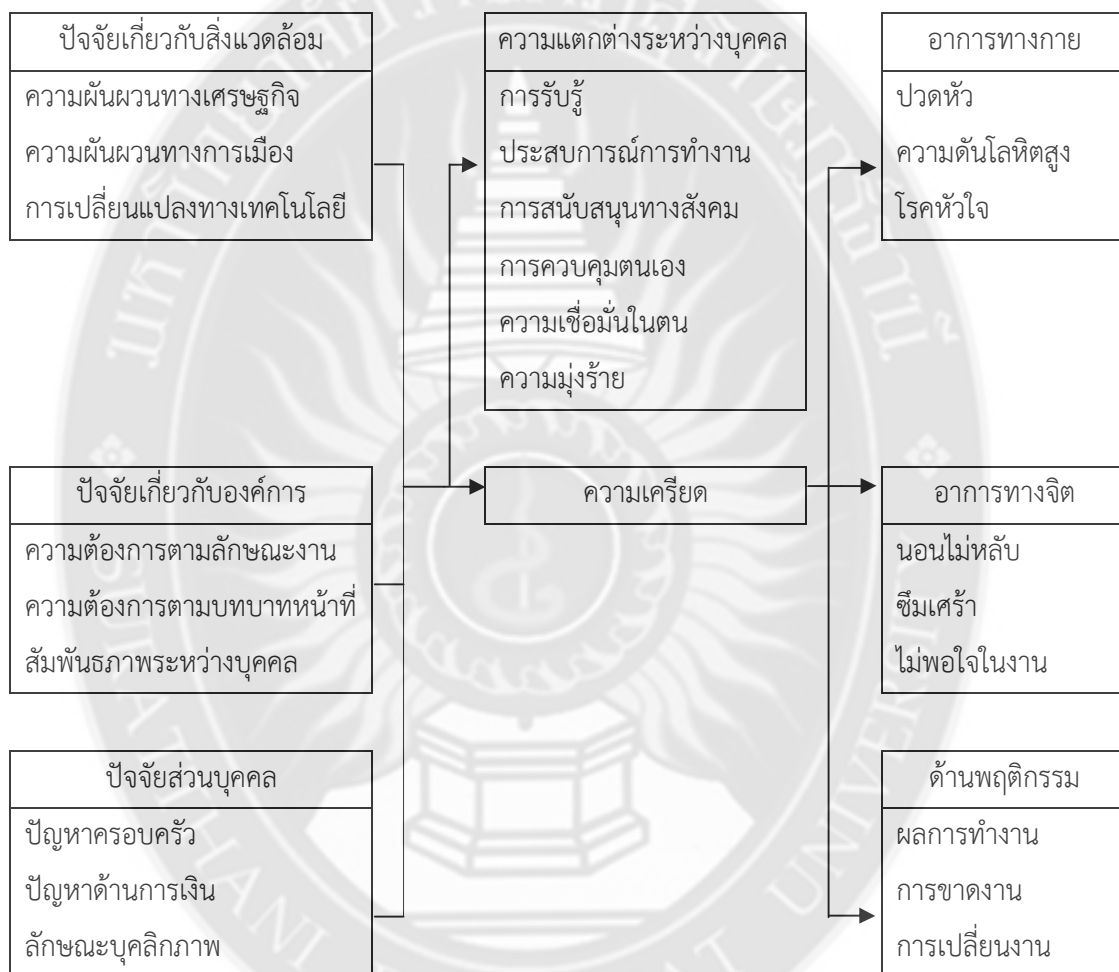 ปัจจัยเกี่ยวกับสิ่งแวดล้อม
ความผันผวนทางเศรษฐกิจ
ความผันผวนทางการเมือง
การเปลี่ยนแปลงทางเทคโนโลยี
ความแตกต่างระหว่างบุคคล
การรับรู้
ประสบการณ์การทำงาน
การสนับสนุนทางสังคม
การควบคุมตนเอง
ความเชื่อมั่นในตน
ความมุ่งร้าย
อาการทางกาย
ปวดหัว
ความดันโลหิตสูง
โรคหัวใจ
ปัจจัยเกี่ยวกับองค์การ
ความต้องการตามลักษณะงาน
ความต้องการตามบทบาทหน้าที่
สัมพันธภาพระหว่างบุคคล
ความเครียด
อาการทางจิต
นอนไม่หลับ
ซึมเศร้า
ไม่พอใจในงาน
ปัจจัยส่วนบุคคล
ปัญหาครอบครัว
ปัญหาด้านการเงิน
ลักษณะบุคลิกภาพ
ด้านพฤติกรรม
ผลการทำงาน
การขาดงาน
การเปลี่ยนงาน